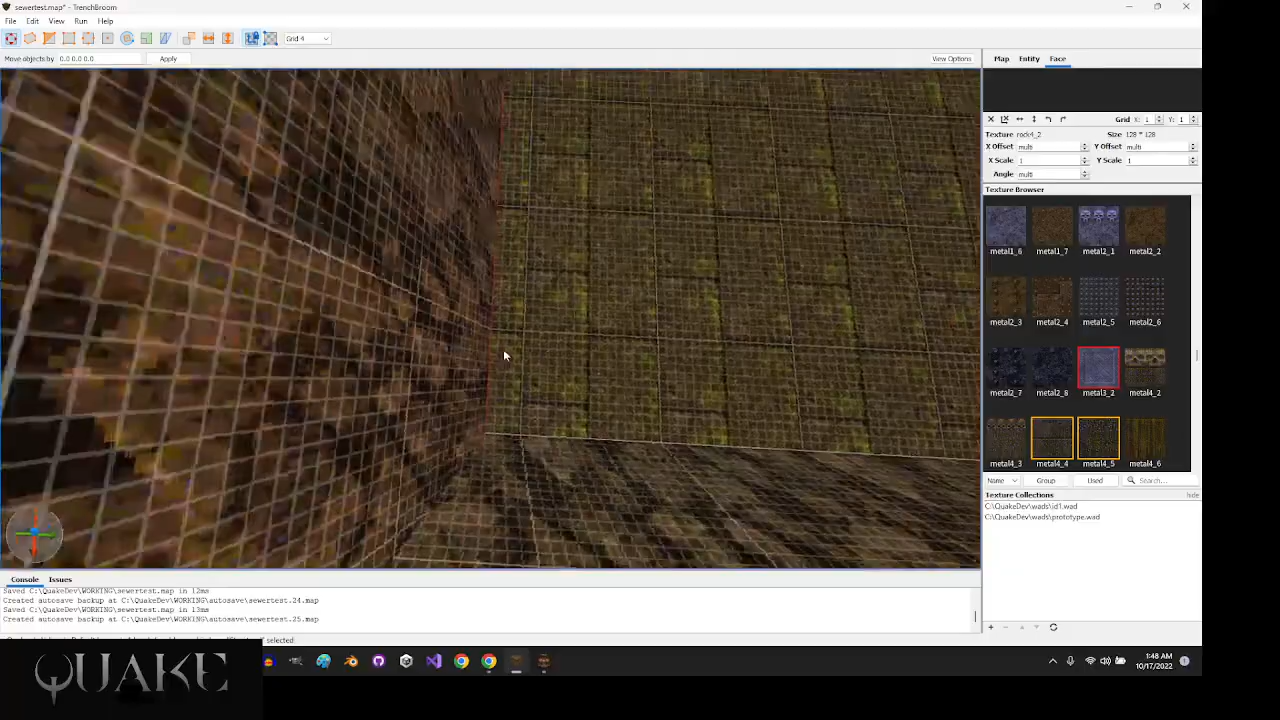 sewertest.map* - TrenchBroom
File Edit View Run Help
Grid 4
Move objects by 0.0 0.0 0.0 Apply View Options
Map Entity Face
Grid X: 1 Y: 1
Texture rock4_2 Size 128 * 128
X Offset multi Y Offset multi
X Scale 1 Y Scale 1
Angle multi
Texture Browser
metal1_6 metal1_7 metal2_1 metal2_2
metal2_3 metal2_4 metal2_5 metal2_6
metal2_7 metal2_8 metal3_2 metal4_2
metal4_3 metal4_4 metal4_5 metal4_6
Name Group Used Search...
Texture Collections hide
C:\QuakeDev\wads\id1.wad
C:\QuakeDev\wads\prototype.wad
Console Issues
Saved C:\QuakeDev\WORKING\sewertest.map in 12ms
Created autosave backup at C:\QuakeDev\WORKING\autosave\sewertest.24.map
Saved C:\QuakeDev\WORKING\sewertest.map in 13ms
Created autosave backup at C:\QuakeDev\WORKING\autosave\sewertest.25.map
selected
QUAKE
1:48 AM
10/17/2022